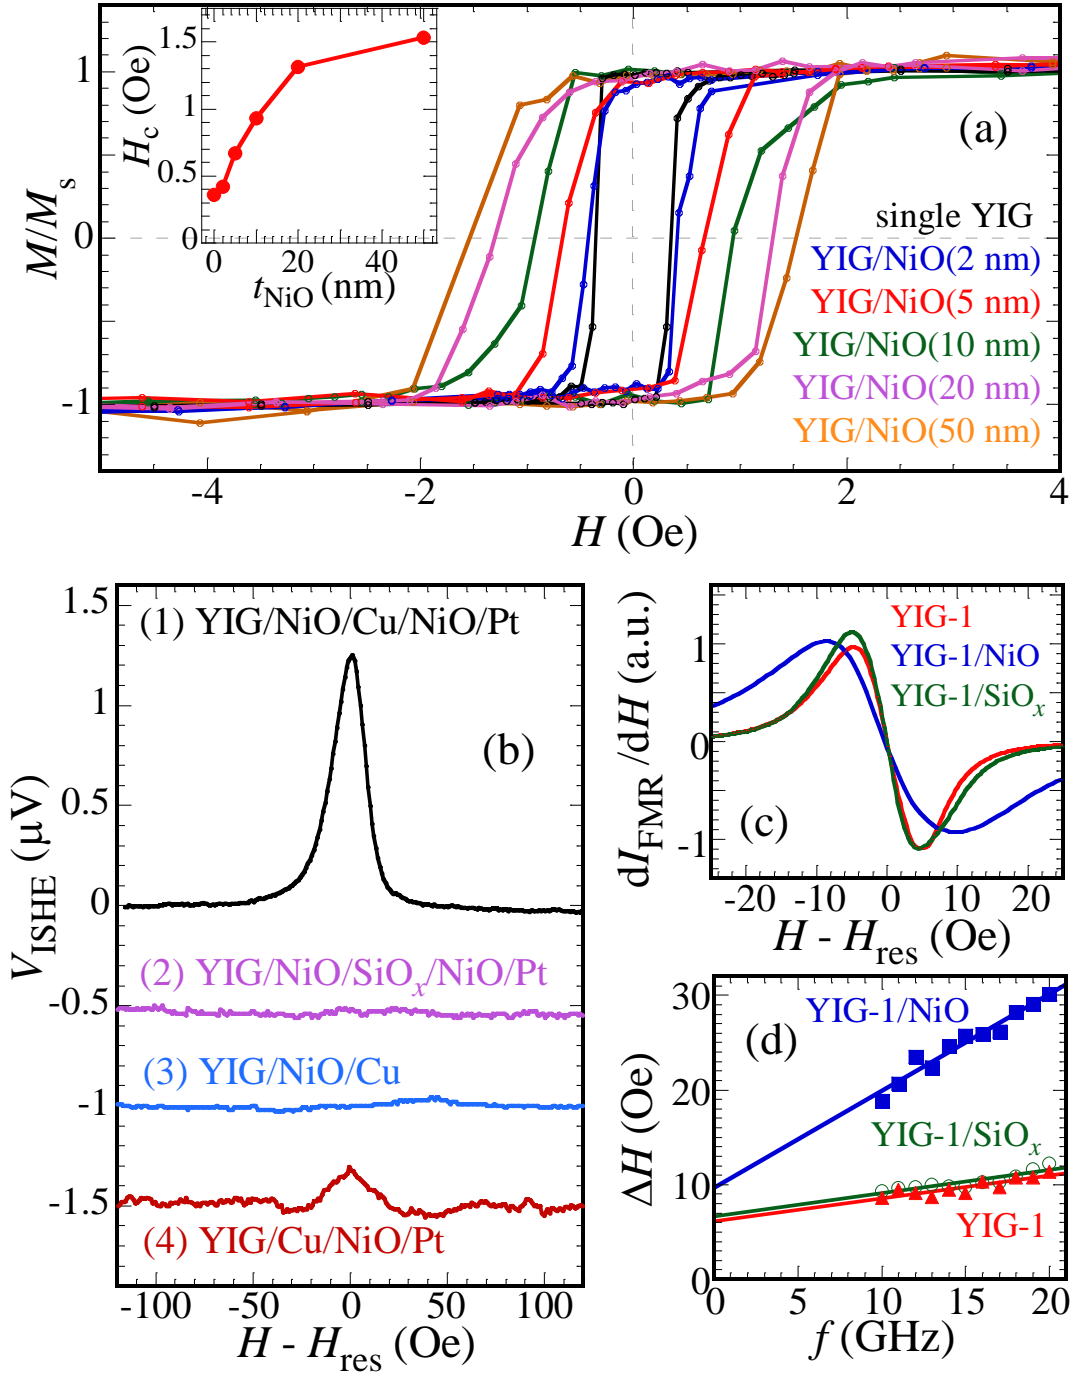 H_c (Oe)
1.5
1
0.5
0
0 20 40
t_NiO (nm)
M/M_s
1
0
-1
(a)
single YIG
YIG/NiO(2 nm)
YIG/NiO(5 nm)
YIG/NiO(10 nm)
YIG/NiO(20 nm)
YIG/NiO(50 nm)
-4 -2 0 2 4
H (Oe)
V_ISHE (μV)
1.5
1
0.5
0
-0.5
-1
-1.5
(1) YIG/NiO/Cu/NiO/Pt
(b)
(2) YIG/NiO/SiO_x/NiO/Pt
(3) YIG/NiO/Cu
(4) YIG/Cu/NiO/Pt
-100 -50 0 50 100
H - H_res (Oe)
dI_FMR/dH (a.u.)
1
0
-1
YIG-1
YIG-1/NiO
YIG-1/SiO_x
(c)
-20 -10 0 10 20
H - H_res (Oe)
ΔH (Oe)
30
20
10
0
YIG-1/NiO
(d)
YIG-1/SiO_x
YIG-1
0 5 10 15 20
f (GHz)